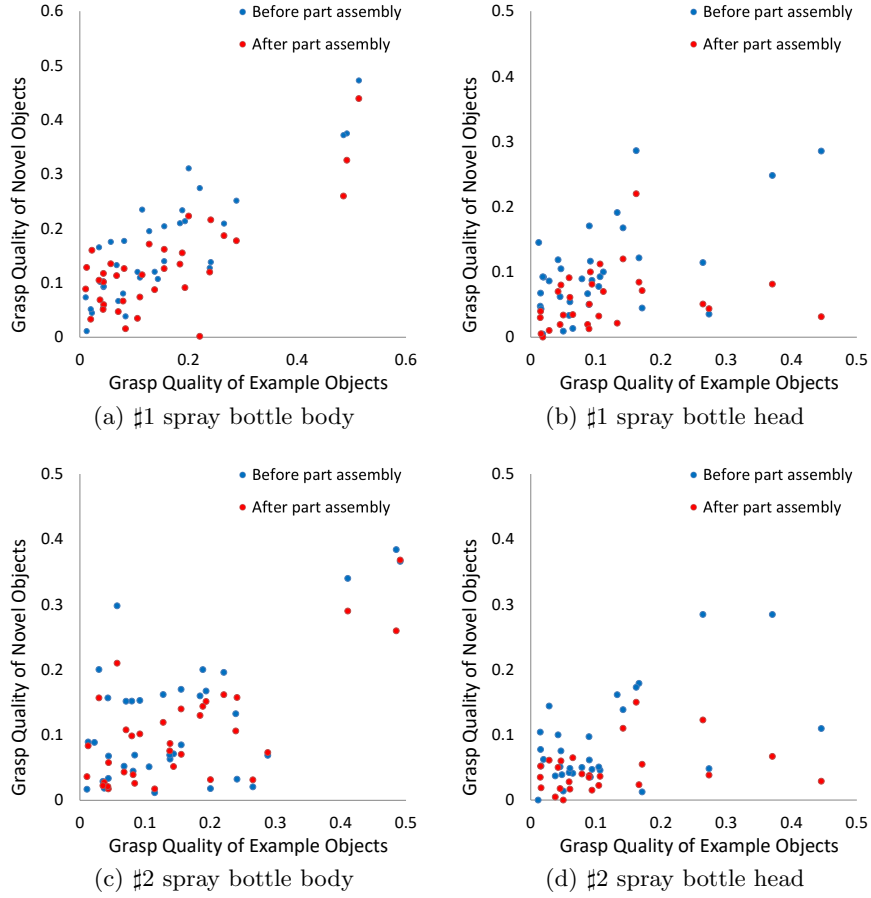 0.6
0.5
0.4
0.3
0.2
0.1
0
0
0.2
0.4
0.6
Grasp Quality of Novel Objects
Grasp Quality of Example Objects
Before part assembly
After part assembly
(a) ♯1 spray bottle body
0.5
0.4
0.3
0.2
0.1
0
0
0.1
0.2
0.3
0.4
0.5
Grasp Quality of Novel Objects
Grasp Quality of Example Objects
Before part assembly
After part assembly
(b) ♯1 spray bottle head
0.5
0.4
0.3
0.2
0.1
0
0
0.1
0.2
0.3
0.4
0.5
Grasp Quality of Novel Objects
Grasp Quality of Example Objects
Before part assembly
After part assembly
(c) ♯2 spray bottle body
0.5
0.4
0.3
0.2
0.1
0
0
0.1
0.2
0.3
0.4
0.5
Grasp Quality of Novel Objects
Grasp Quality of Example Objects
Before part assembly
After part assembly
(d) ♯2 spray bottle head